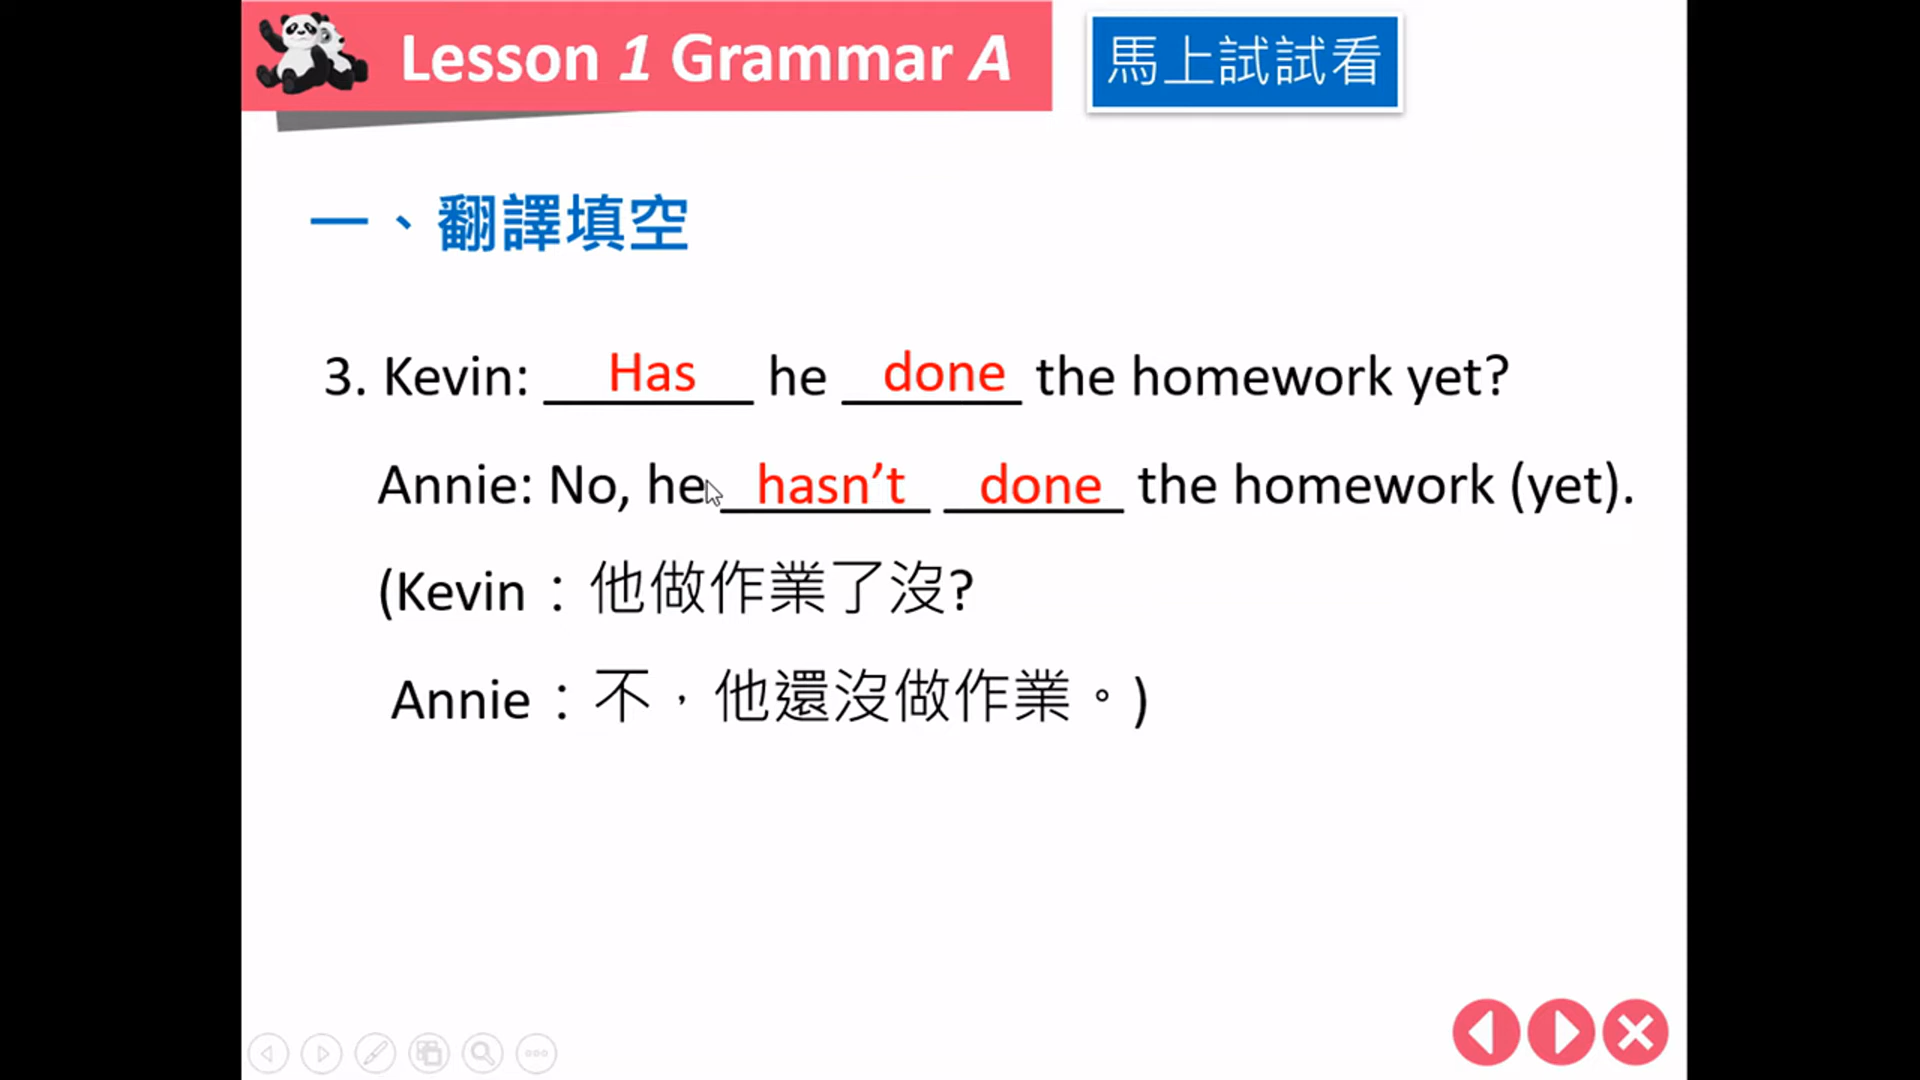 Lesson 1 Grammar A
馬上試試看
一、翻譯填空
3. Kevin: Has he done the homework yet?
Annie: No, he hasn’t done the homework (yet).
(Kevin：他做作業了沒?
Annie：不，他還沒做作業。)